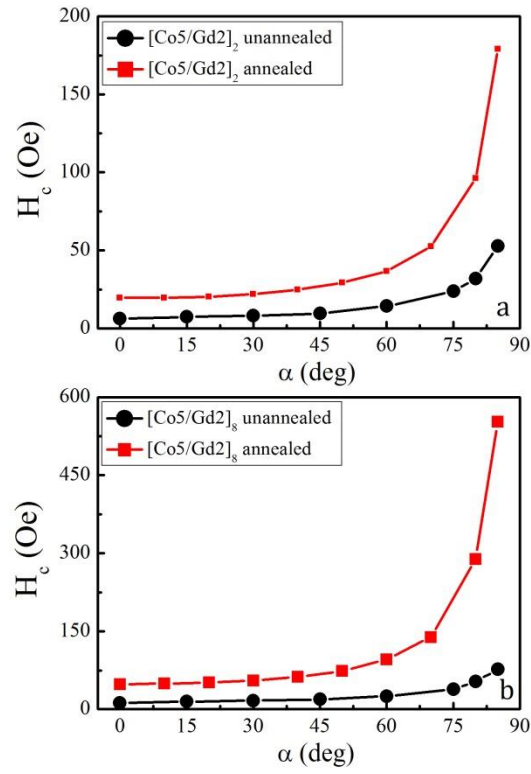 200
[Co5/Gd2]₂ unannealed
[Co5/Gd2]₂ annealed
150
100
50
0
H_c (Oe)
a
0 15 30 45 60 75 90
α (deg)
600
[Co5/Gd2]₈ unannealed
[Co5/Gd2]₈ annealed
450
300
150
0
H_c (Oe)
b
0 15 30 45 60 75 90
α (deg)